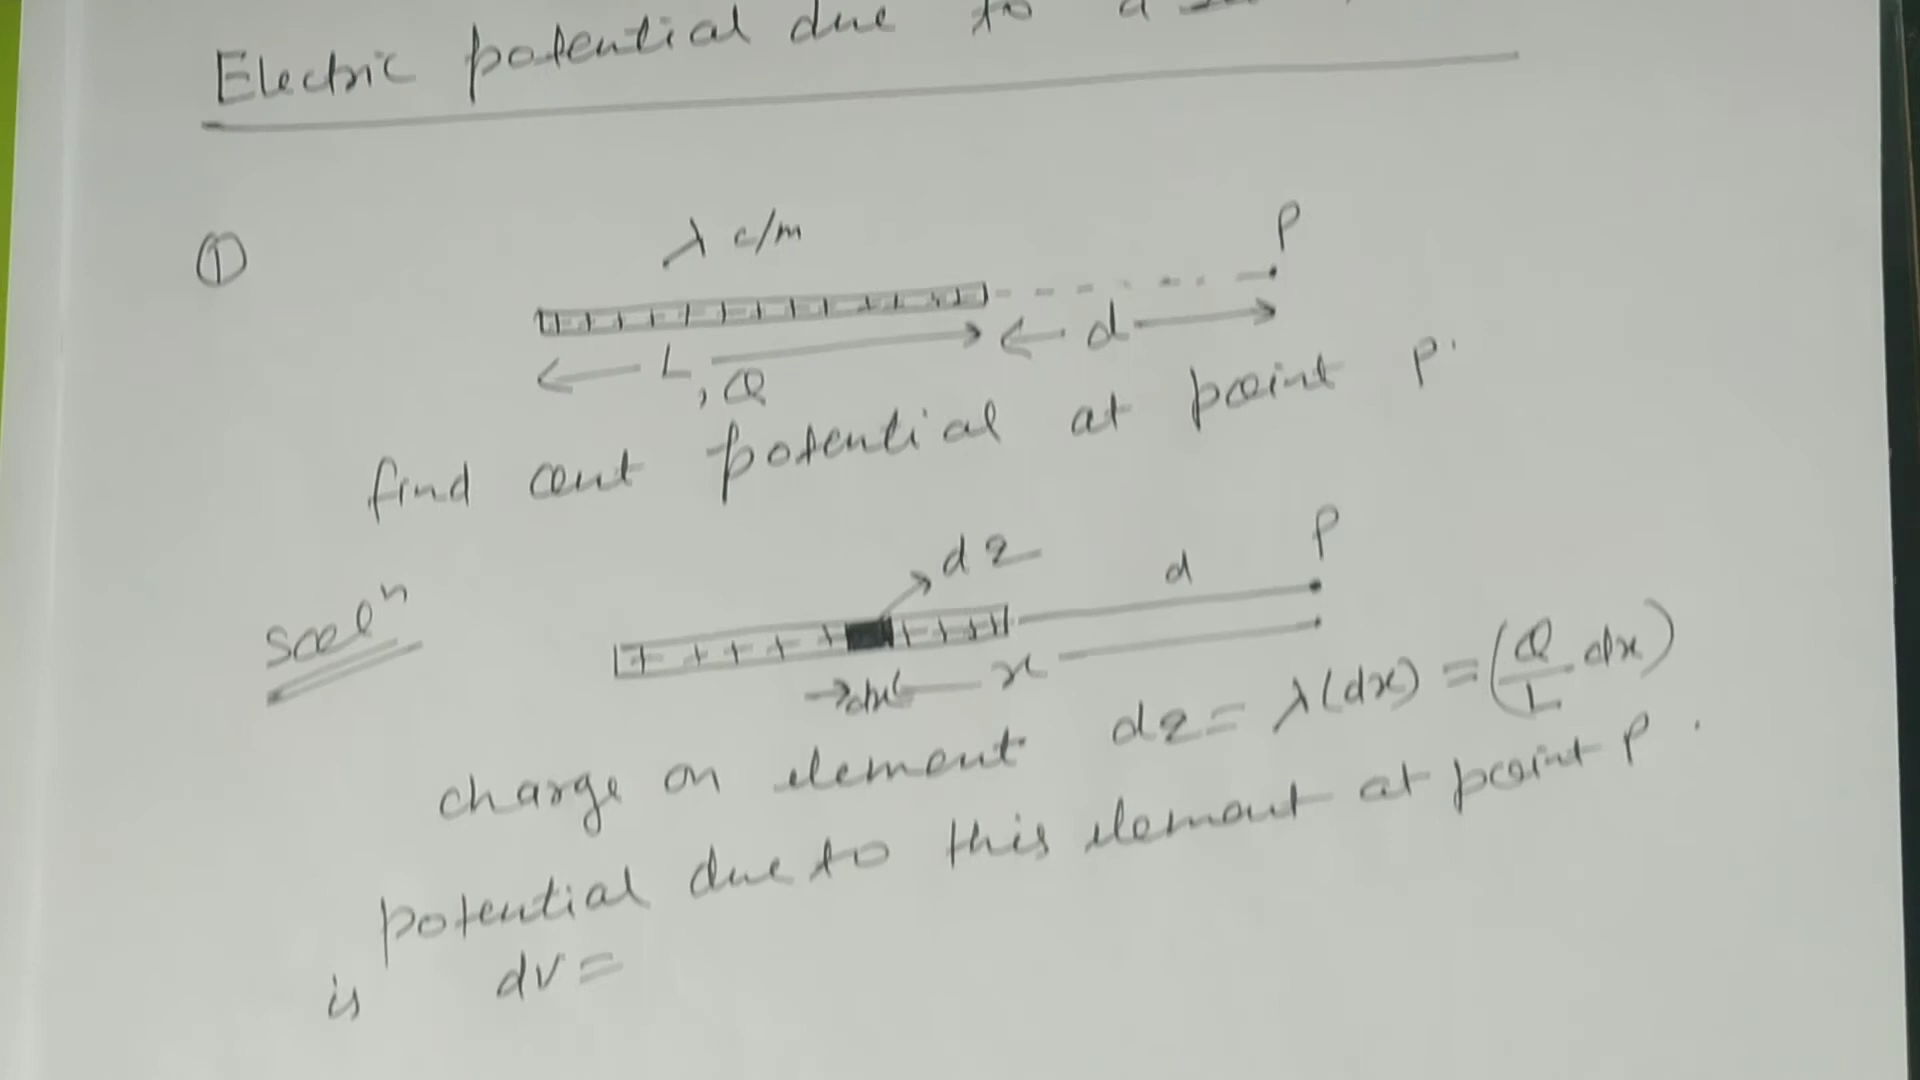 Electric potential due to a
①
λ c/m
P
d
L, Q
find out potential at point P.
dq
P
d
Sol^n
dx
x
charge on element dq = λ(dx) = (Q/L dx)
potential due to this element at point P.
is dV =